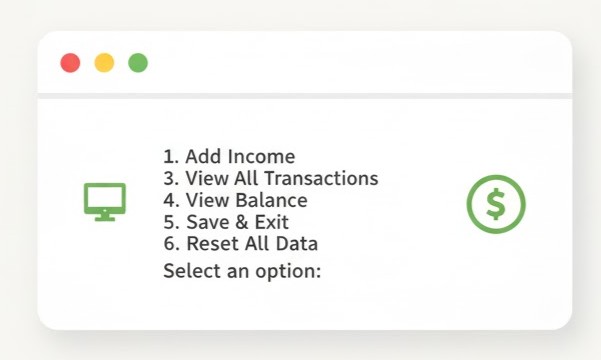 1. Add Income
3. View All Transactions
4. View Balance
5. Save & Exit
6. Reset All Data
Select an option:
$